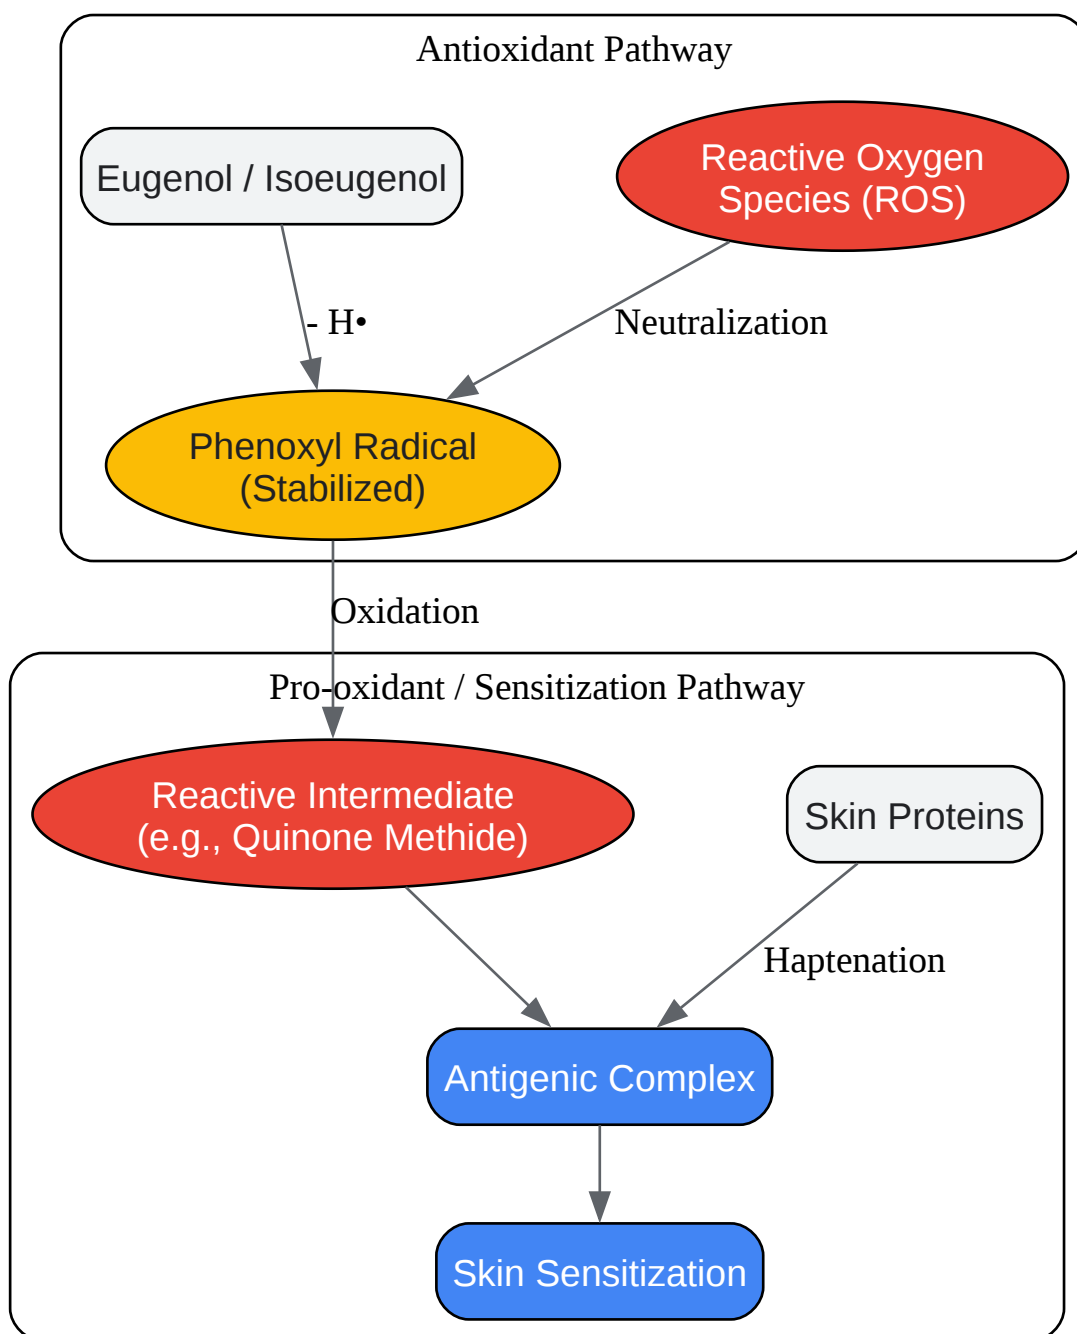 Antioxidant Pathway
Eugenol / Isoeugenol
Reactive Oxygen
Species (ROS)
- H•
Neutralization
Phenoxyl Radical
(Stabilized)
Oxidation
Pro-oxidant / Sensitization Pathway
Reactive Intermediate
(e.g., Quinone Methide)
Skin Proteins
Haptenation
Antigenic Complex
Skin Sensitization